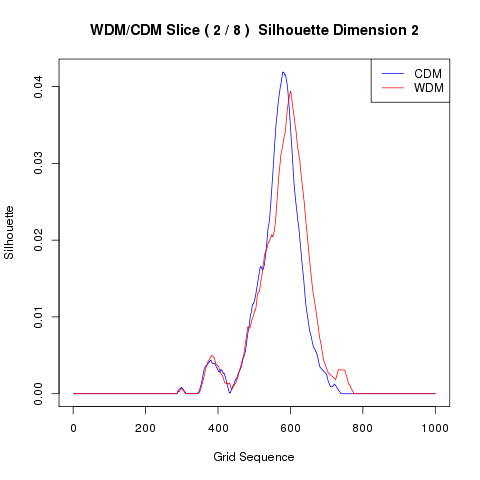 WDM/CDM Slice ( 2 / 8 )  Silhouette Dimension 2
CDM
WDM
Silhouette
0.04
0.03
0.02
0.01
0.00
0
200
400
600
800
1000
Grid Sequence